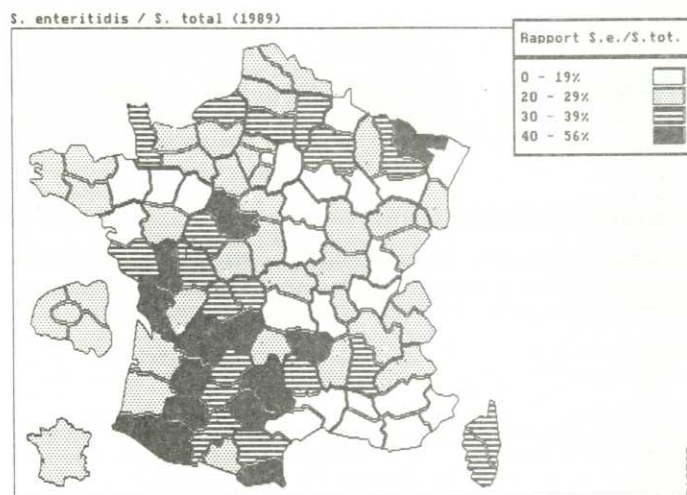 S. enteritidis / S. total (1989)
Rapport S.e./S.tot.
0 - 19%
20 - 29%
30 - 39%
40 - 56%